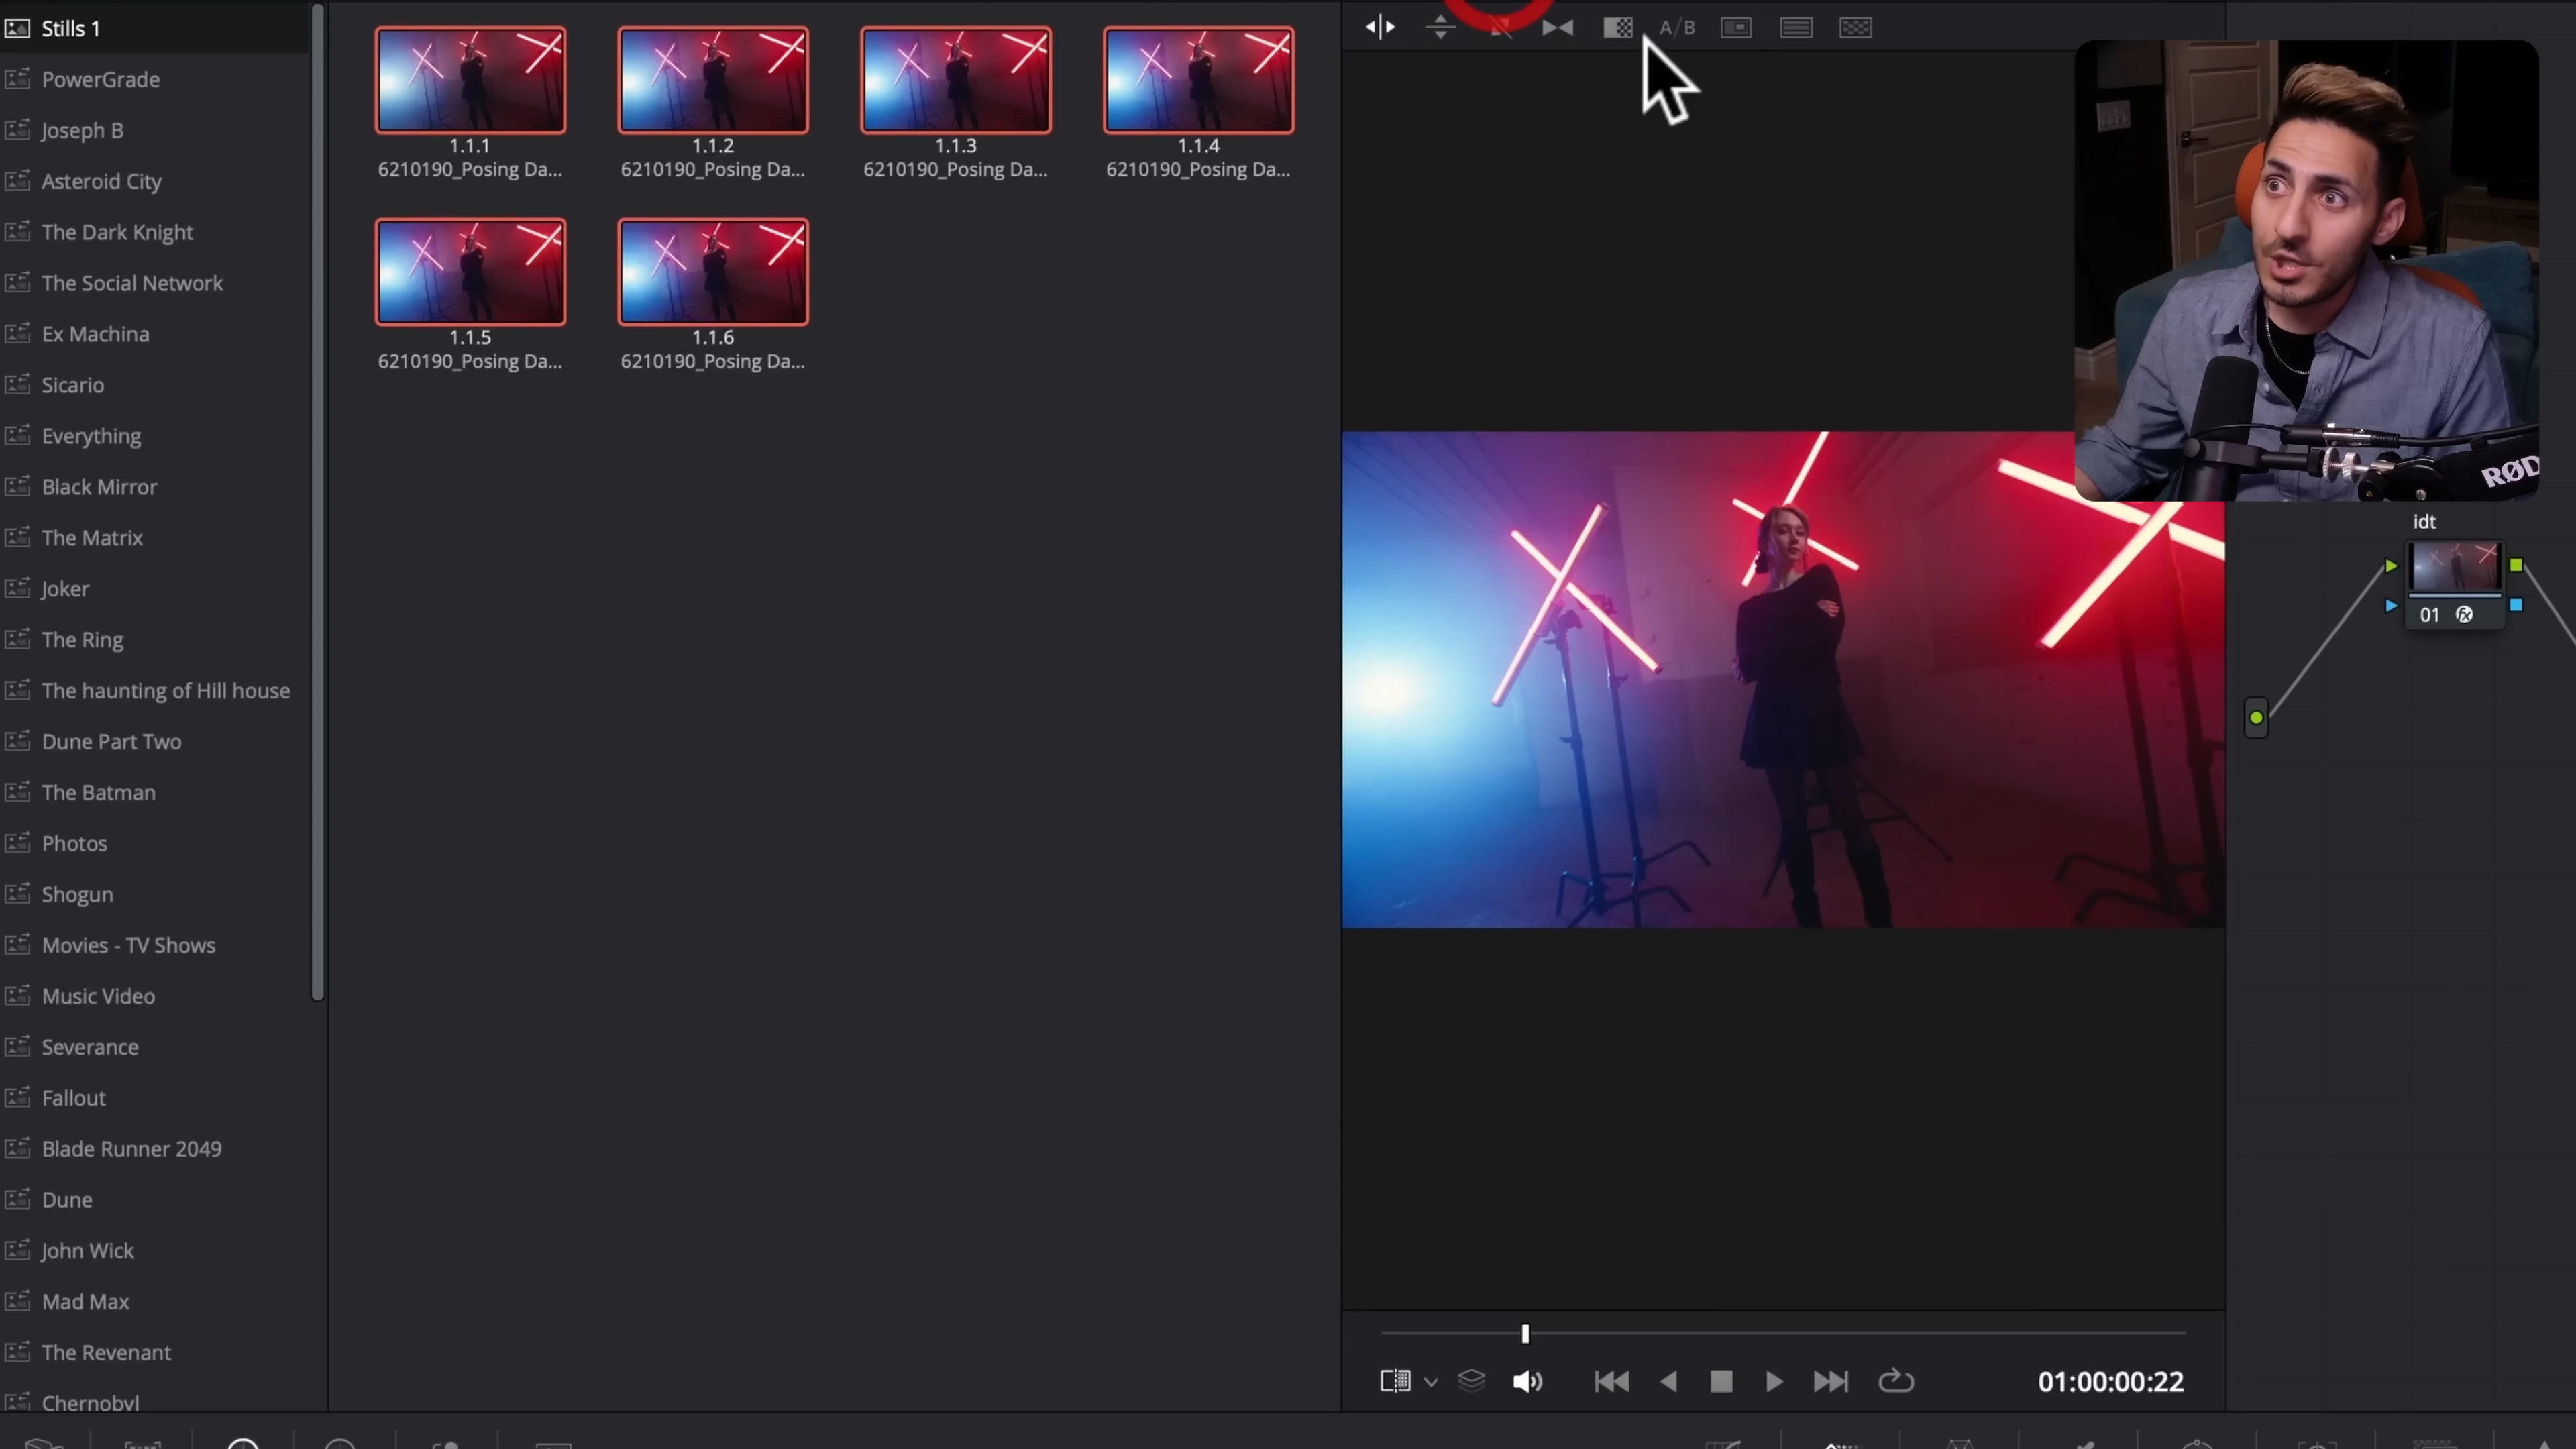 Stills 1
PowerGrade
Joseph B
Asteroid City
The Dark Knight
The Social Network
Ex Machina
Sicario
Everything
Black Mirror
The Matrix
Joker
The Ring
The haunting of Hill house
Dune Part Two
The Batman
Photos
Shogun
Movies - TV Shows
Music Video
Severance
Fallout
Blade Runner 2049
Dune
John Wick
Mad Max
The Revenant
Chernobyl
1.1.1
6210190_Posing Da...
1.1.2
6210190_Posing Da...
1.1.3
6210190_Posing Da...
1.1.4
6210190_Posing Da...
1.1.5
6210190_Posing Da...
1.1.6
6210190_Posing Da...
A/B
RØD
idt
01
fx
01:00:00:22